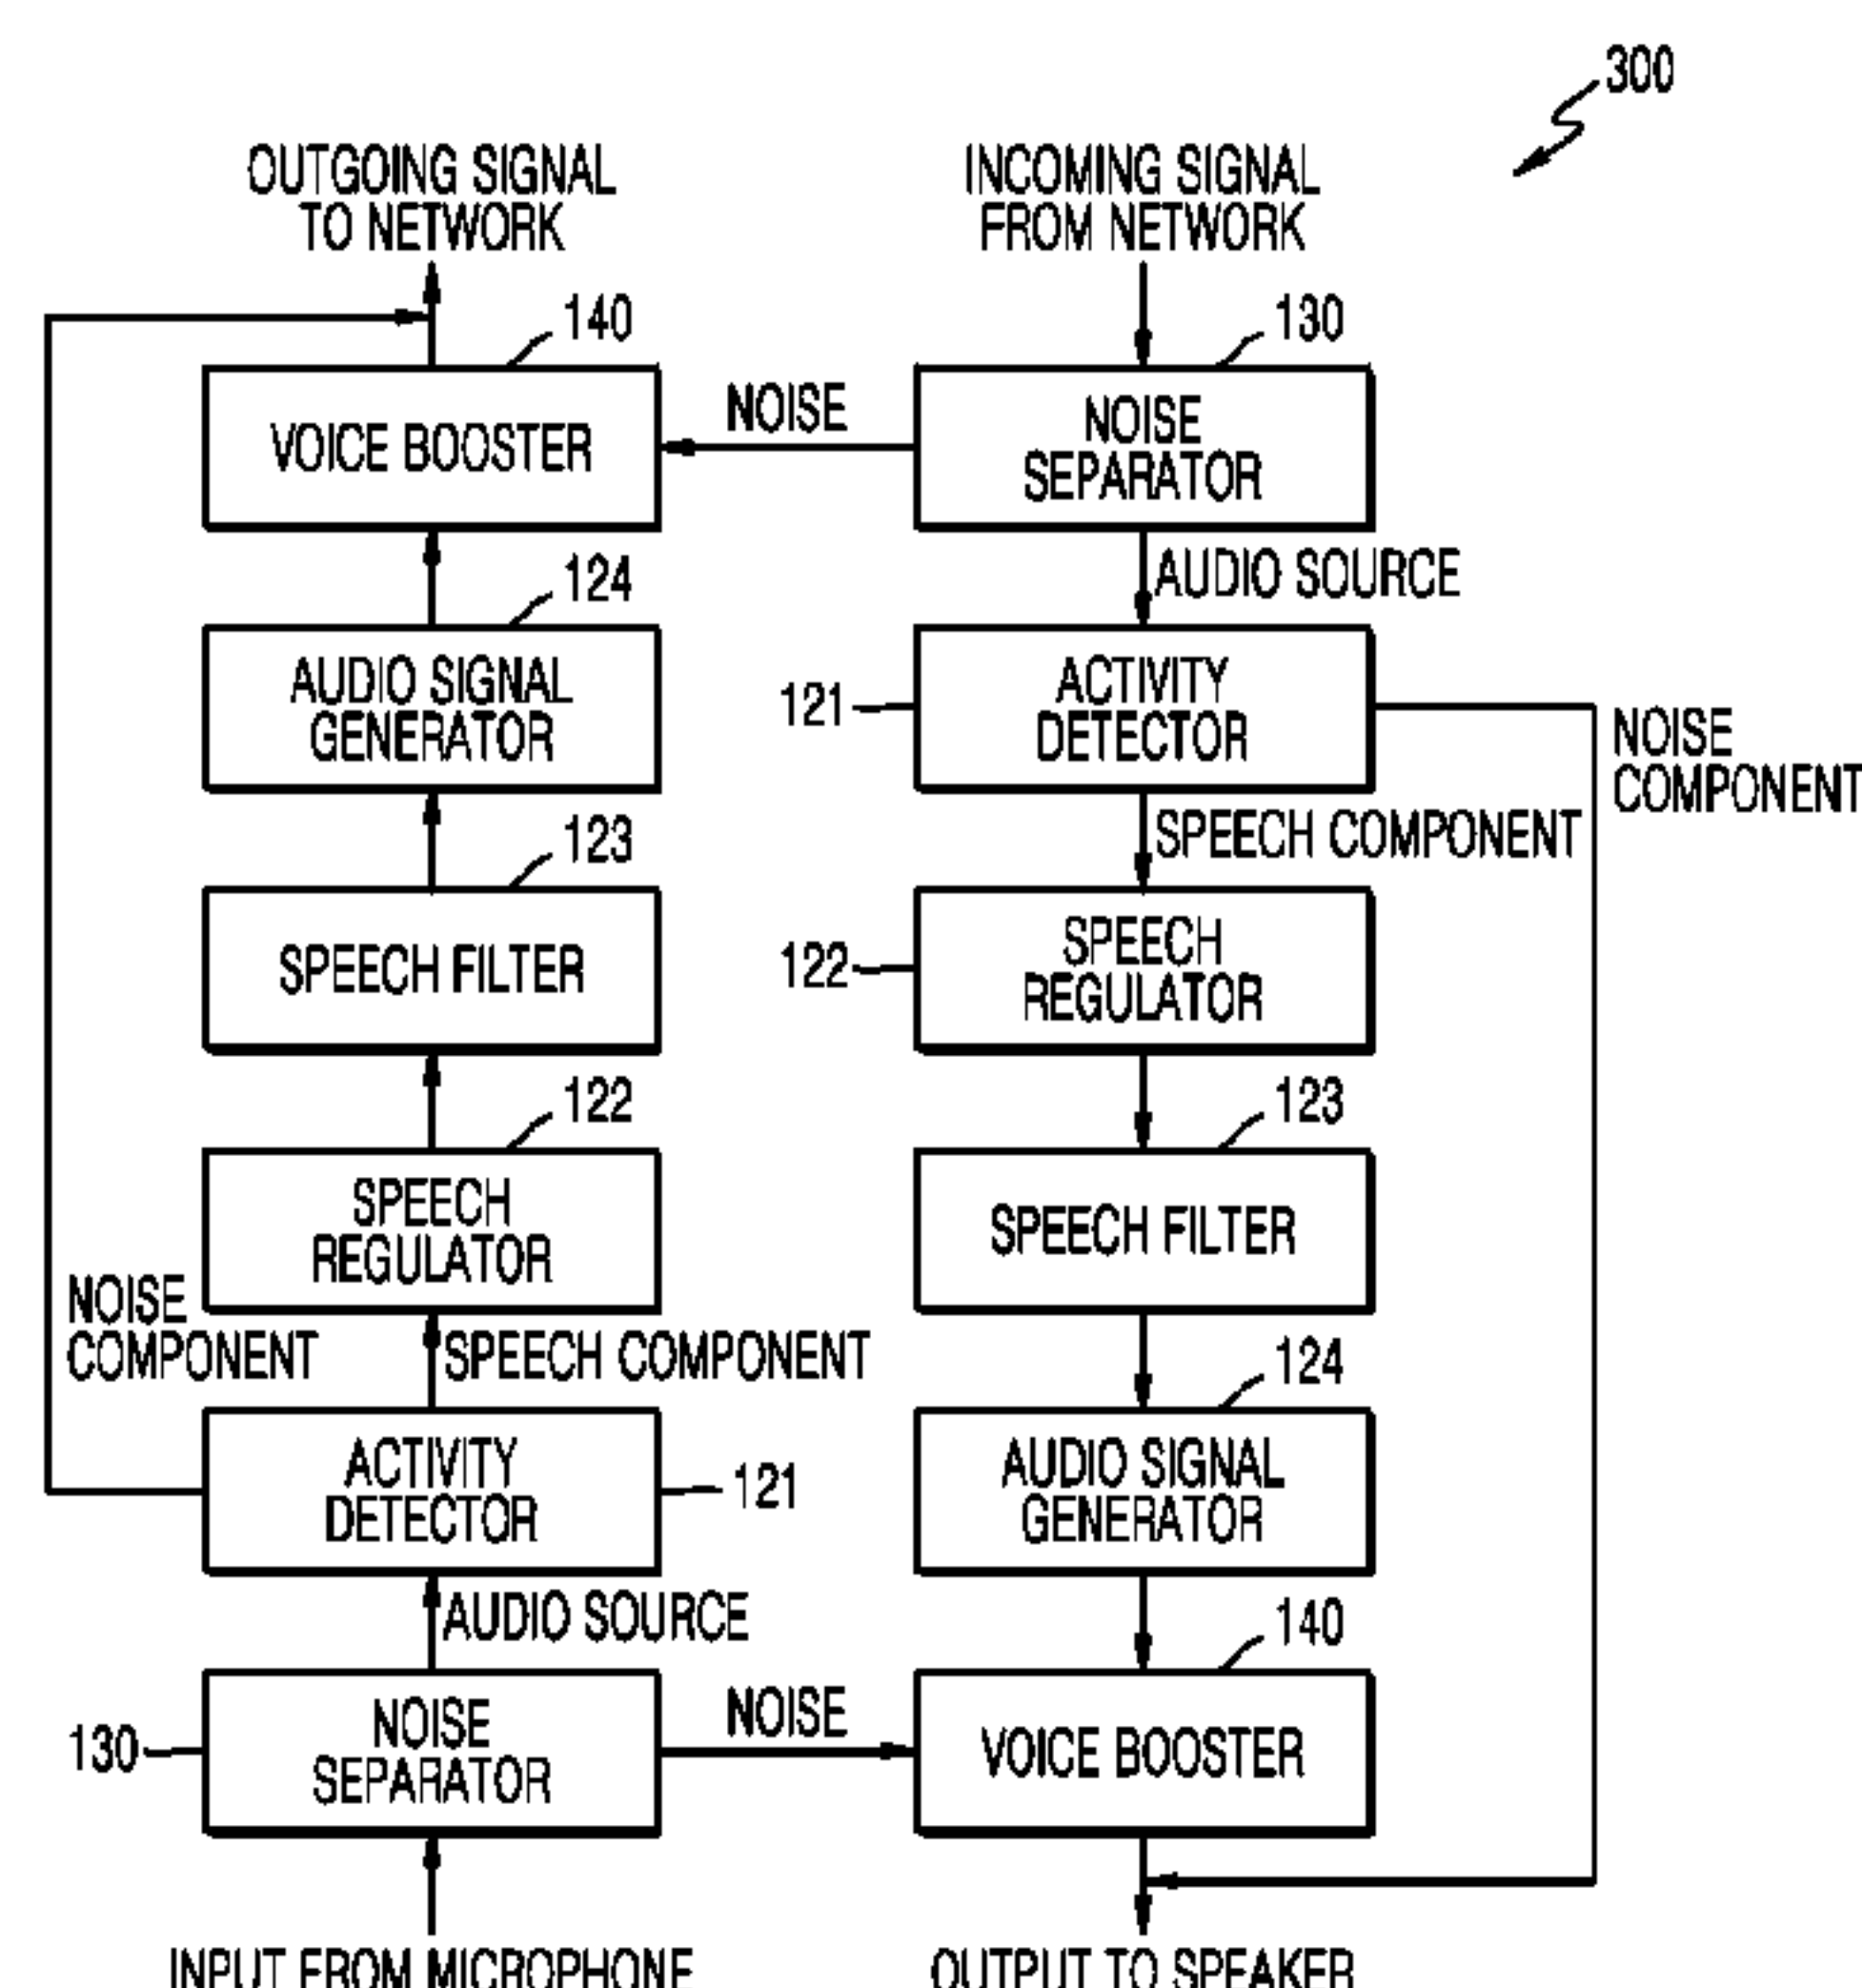 300
OUTGOING SIGNAL
TO NETWORK
INCOMING SIGNAL
FROM NETWORK
140
130
VOICE BOOSTER
NOISE
NOISE
SEPARATOR
124
AUDIO SOURCE
AUDIO SIGNAL
GENERATOR
121
ACTIVITY
DETECTOR
NOISE
COMPONENT
123
SPEECH COMPONENT
SPEECH FILTER
122
SPEECH
REGULATOR
122
123
SPEECH
REGULATOR
SPEECH FILTER
NOISE
COMPONENT
SPEECH COMPONENT
124
ACTIVITY
DETECTOR
121
AUDIO SIGNAL
GENERATOR
AUDIO SOURCE
140
130
NOISE
SEPARATOR
NOISE
VOICE BOOSTER
INPUT FROM MICROPHONE
OUTPUT TO SPEAKER